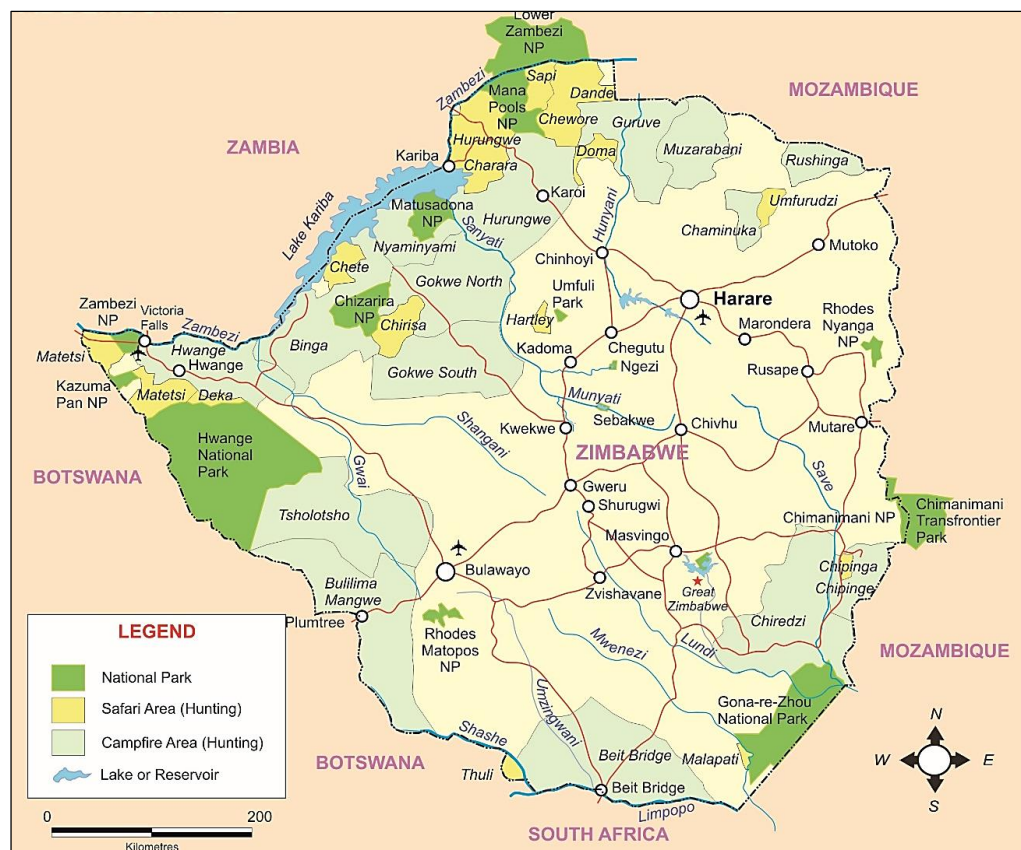 Lower
Zambezi
NP
MOZAMBIQUE
ZAMBIA
Zambezi
Mana
Pools
NP
Sapi
Dande
Chewore
Guruve
Muzarabani
Rushinga
Hurungwe
Doma
Kariba
Charara
Umfurudzi
Lake Kariba
Matusadona
NP
Karoi
Hurungwe
Sanyati
Hunyani
Chaminuka
Mutoko
Nyaminyami
Chete
Gokwe North
Chinhoyi
Umfuli
Park
Harare
Zambezi
NP
Victoria
Falls
Zambezi
Chizarira
NP
Chirisa
Hartley
Rhodes
Nyanga
NP
Marondera
Matetsi
Hwange
Hwange
Binga
Kadoma
Chegutu
Ngezi
Rusape
Kazuma
Pan NP
Matetsi
Deka
Gokwe South
Munyati
Sebakwe
Shangani
Kwekwe
Chivhu
Mutare
Hwange
National
Park
ZIMBABWE
BOTSWANA
Gwai
Save
Gweru
Shurugwi
Tsholotsho
Masvingo
Chimanimani NP
Chimanimani
Transfrontier
Park
Bulawayo
Chipinga
Chipinge
Bulilima
Mangwe
Zvishavane
Great
Zimbabwe
Plumtree
Chiredzi
Rhodes
Matopos
NP
Mwenezi
Lundi
MOZAMBIQUE
Umzingwani
Gona-re-Zhou
National Park
Shashe
Beit Bridge
Malapati
BOTSWANA
Thuli
Beit Bridge
Limpopo
SOUTH AFRICA
LEGEND
National Park
Safari Area (Hunting)
Campfire Area (Hunting)
Lake or Reservoir
0 200
Kilometres
N
W E
S